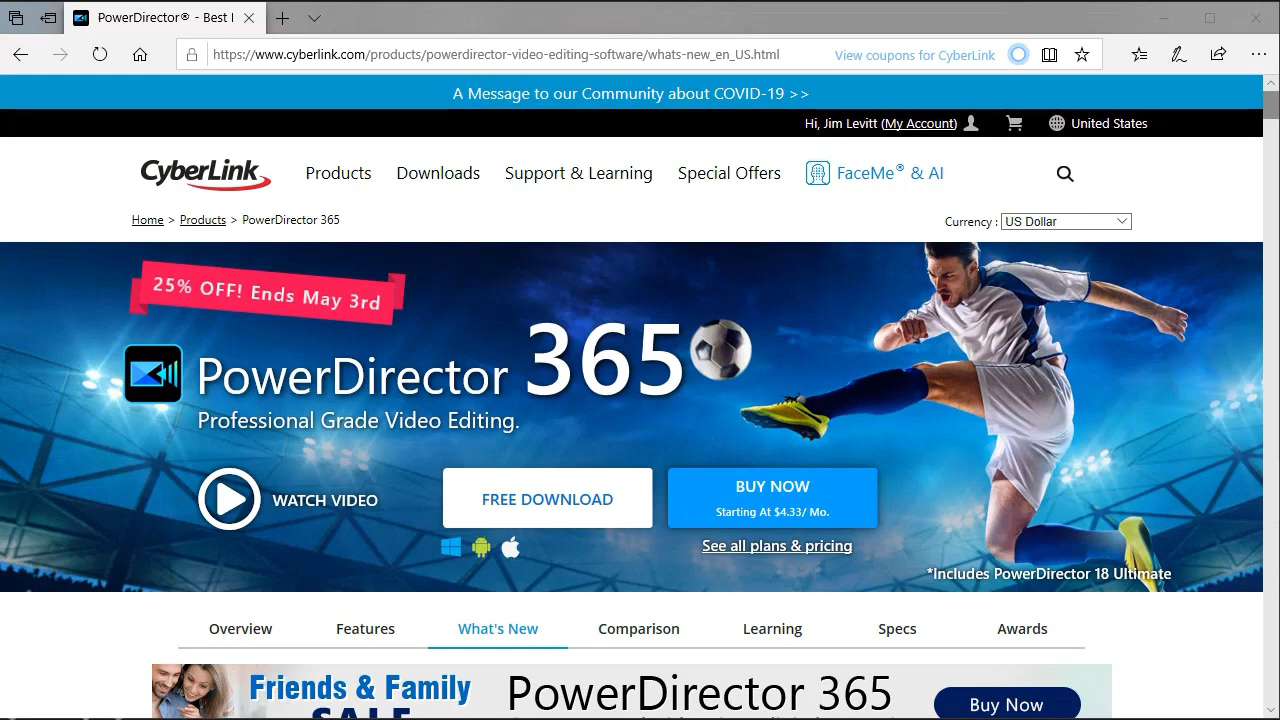 PowerDirector® - Best
https://www.cyberlink.com/products/powerdirector-video-editing-software/whats-new_en_US.html
View coupons for CyberLink
A Message to our Community about COVID-19 >>
Hi, Jim Levitt (My Account)
United States
CyberLink
Products
Downloads
Support & Learning
Special Offers
FaceMe® & AI
Home > Products > PowerDirector 365
Currency :
US Dollar
25% OFF! Ends May 3rd
PowerDirector 365
Professional Grade Video Editing.
WATCH VIDEO
FREE DOWNLOAD
BUY NOW
Starting At $4.33/ Mo.
See all plans & pricing
*Includes PowerDirector 18 Ultimate
Overview
Features
What's New
Comparison
Learning
Specs
Awards
Friends & Family
SALE
PowerDirector 365
Buy Now